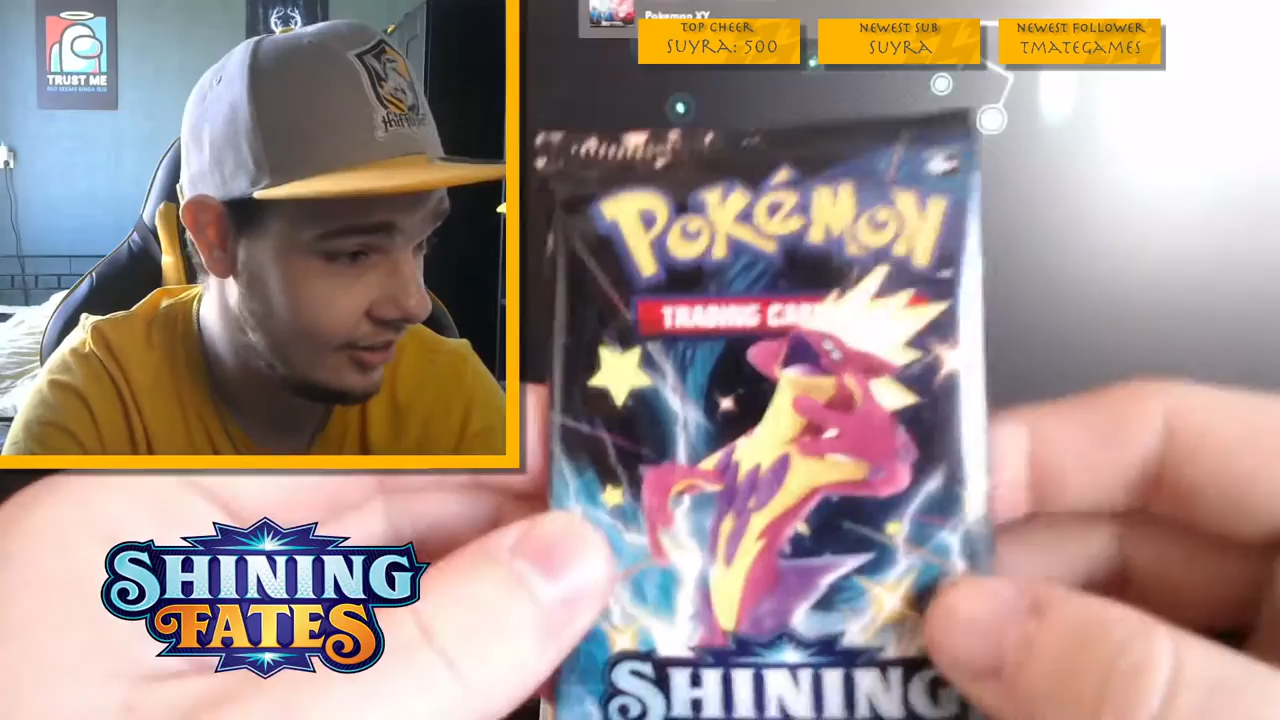 TRUST ME
Pokemon XY
TOP CHEER
SUYRA: 500
NEWEST SUB
SUYRA
NEWEST FOLLOWER
TMATEGAMES
POKéMON
TRADING
SHINING
SHINING
FATES